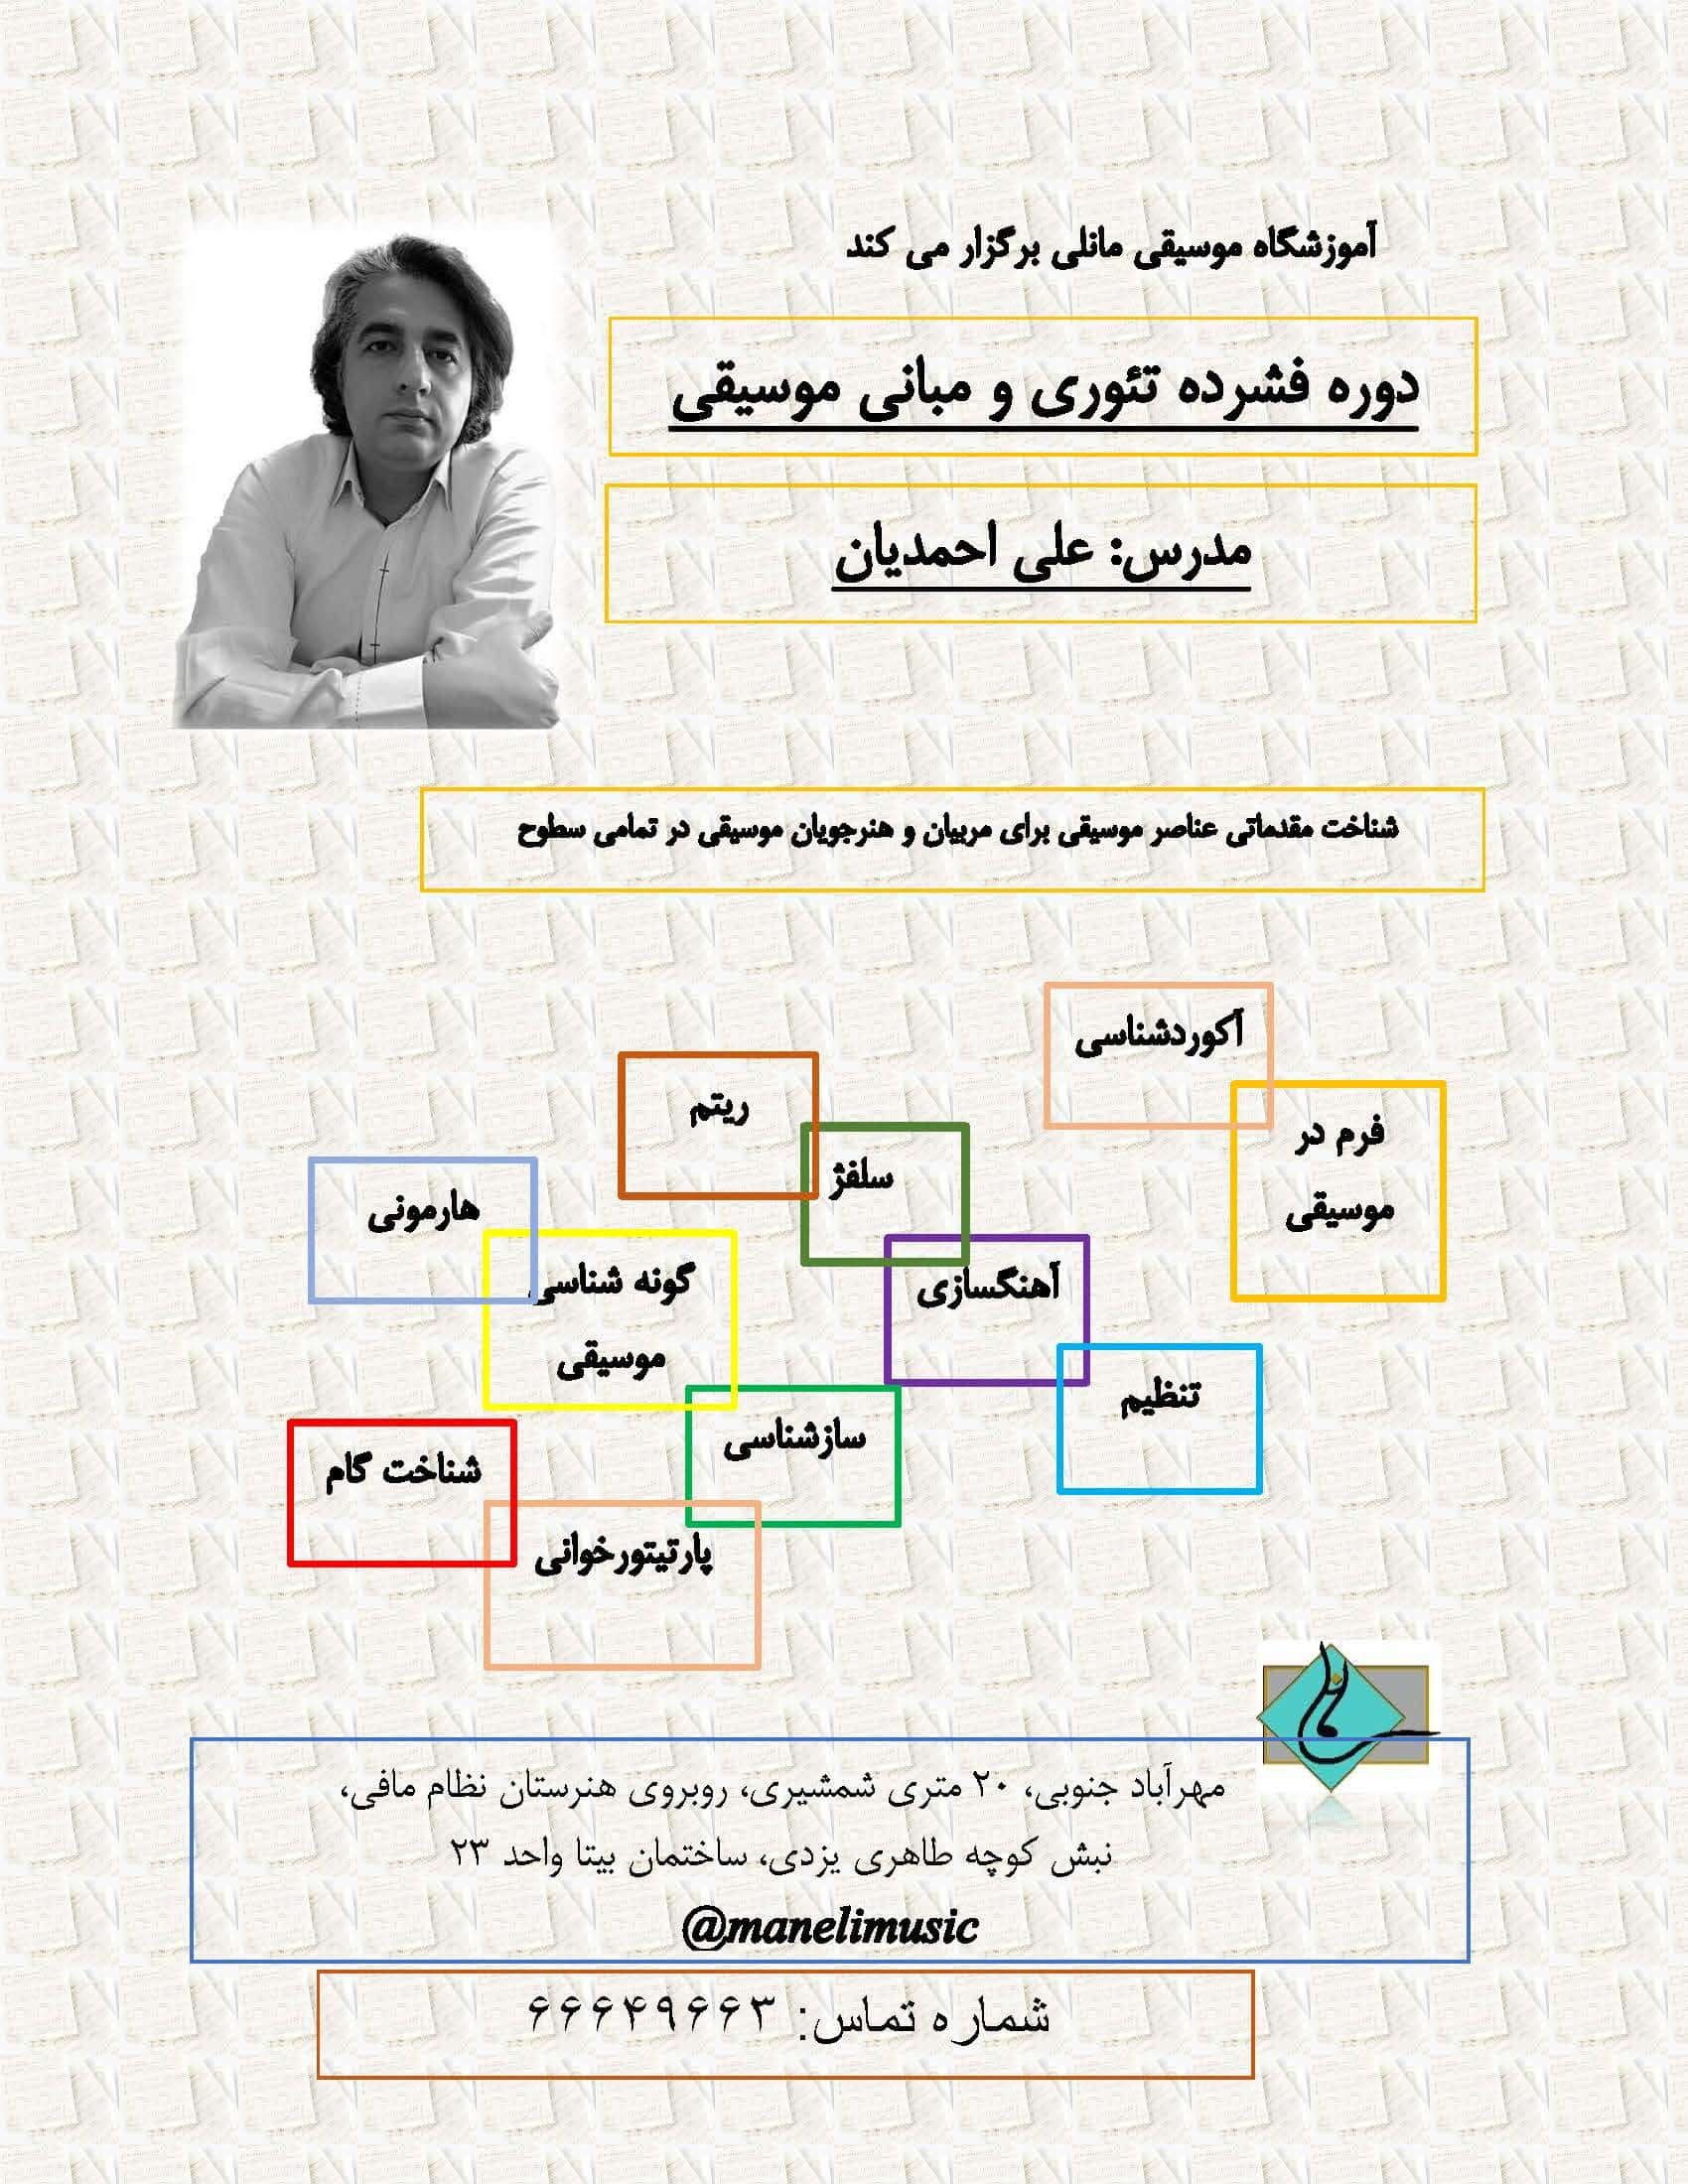 آموزشگاه موسیقی مانلی برگزار می کند
دوره فشرده تئوری و مبانی موسیقی
مدرس: علی احمدیان
شناخت مقدماتی عناصر موسیقی برای مربیان و هنرجویان موسیقی در تمامی سطوح
آکوردشناسی
فرم در
موسیقی
ریتم
سلفژ
هارمونی
گونه شناسی
موسیقی
آهنگسازی
تنظیم
سازشناسی
شناخت گام
پارتیتورخوانی
مهرآباد جنوبی، ۲۰ متری شمشیری، روبروی هنرستان نظام مافی،
نبش کوچه طاهری یزدی، ساختمان بیتا واحد ۲۳
@manelimusic
شماره تماس: ۶۶۶۴۹۶۶۳